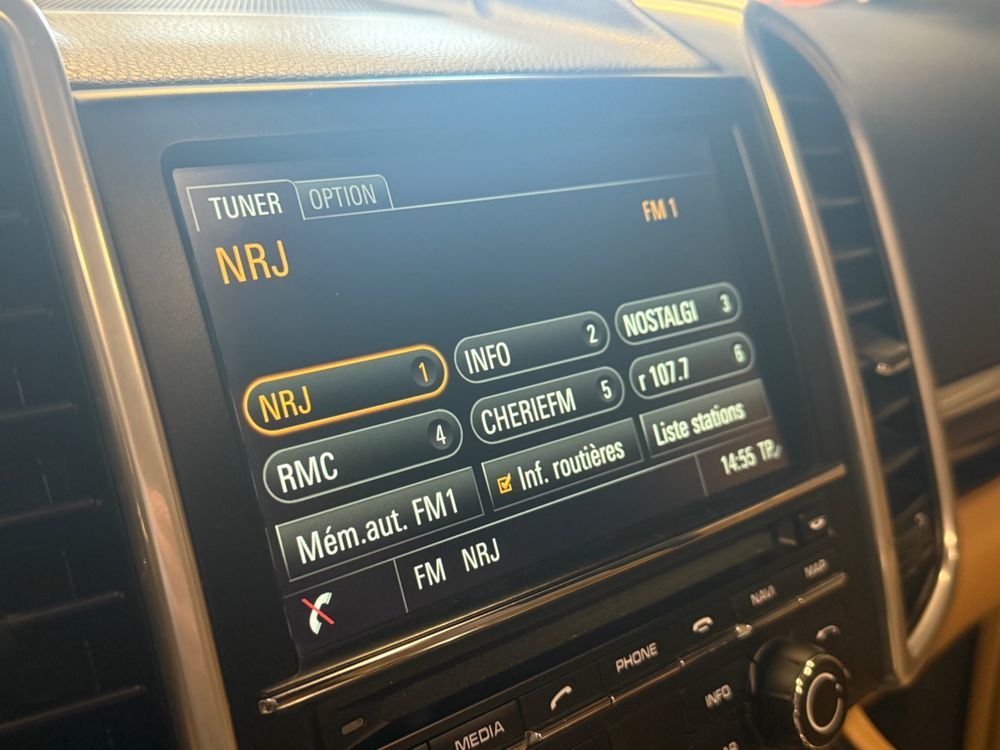 TUNER OPTION
FM 1
NRJ
NRJ 1 INFO 2 NOSTALGI 3
RMC 4 CHERIEFM 5 r 107.7 6
Mém.aut. FM1 Inf. routières Liste stations
FM NRJ 14:55 TP
MEDIA PHONE NAVI MAP
INFO